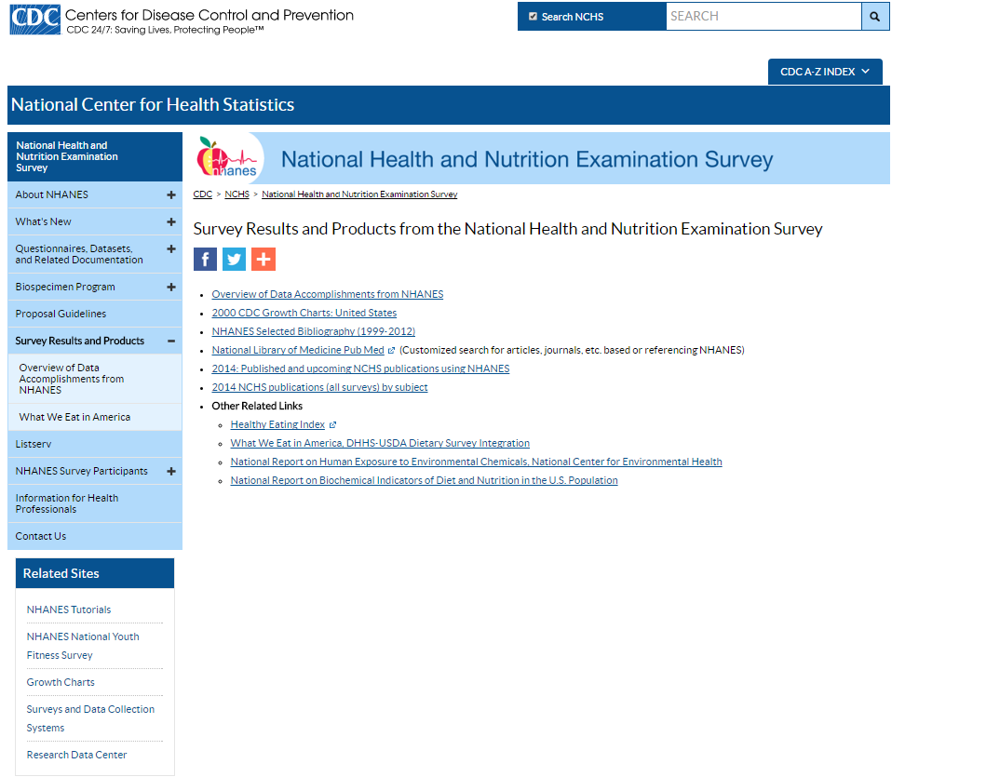 CDC Centers for Disease Control and Prevention
CDC 24/7: Saving Lives, Protecting People™
Search NCHS
SEARCH
CDC A-Z INDEX
National Center for Health Statistics
National Health and
Nutrition Examination
Survey
About NHANES
What's New
Questionnaires, Datasets,
and Related Documentation
Biospecimen Program
Proposal Guidelines
Survey Results and Products
Overview of Data
Accomplishments from
NHANES
What We Eat in America
Listserv
NHANES Survey Participants
Information for Health
Professionals
Contact Us
Related Sites
NHANES Tutorials
NHANES National Youth
Fitness Survey
Growth Charts
Surveys and Data Collection
Systems
Research Data Center
nhanes
National Health and Nutrition Examination Survey
CDC > NCHS > National Health and Nutrition Examination Survey
Survey Results and Products from the National Health and Nutrition Examination Survey
f
Overview of Data Accomplishments from NHANES
2000 CDC Growth Charts: United States
NHANES Selected Bibliography (1999-2012)
National Library of Medicine Pub Med (Customized search for articles, journals, etc. based or referencing NHANES)
2014: Published and upcoming NCHS publications using NHANES
2014 NCHS publications (all surveys) by subject
Other Related Links
Healthy Eating Index
What We Eat in America, DHHS-USDA Dietary Survey Integration
National Report on Human Exposure to Environmental Chemicals, National Center for Environmental Health
National Report on Biochemical Indicators of Diet and Nutrition in the U.S. Population